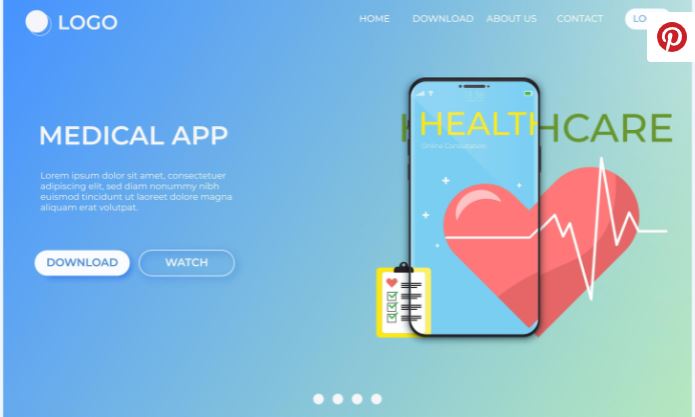 LOGO
HOME
DOWNLOAD
ABOUT US
CONTACT
LO
HEALTHCARE
Online Consultation
MEDICAL APP
Lorem ipsum dolor sit amet, consectetuer
adipiscing elit, sed diam nonummy nibh
euismod tincidunt ut laoreet dolore magna
aliquam erat volutpat.
DOWNLOAD
WATCH